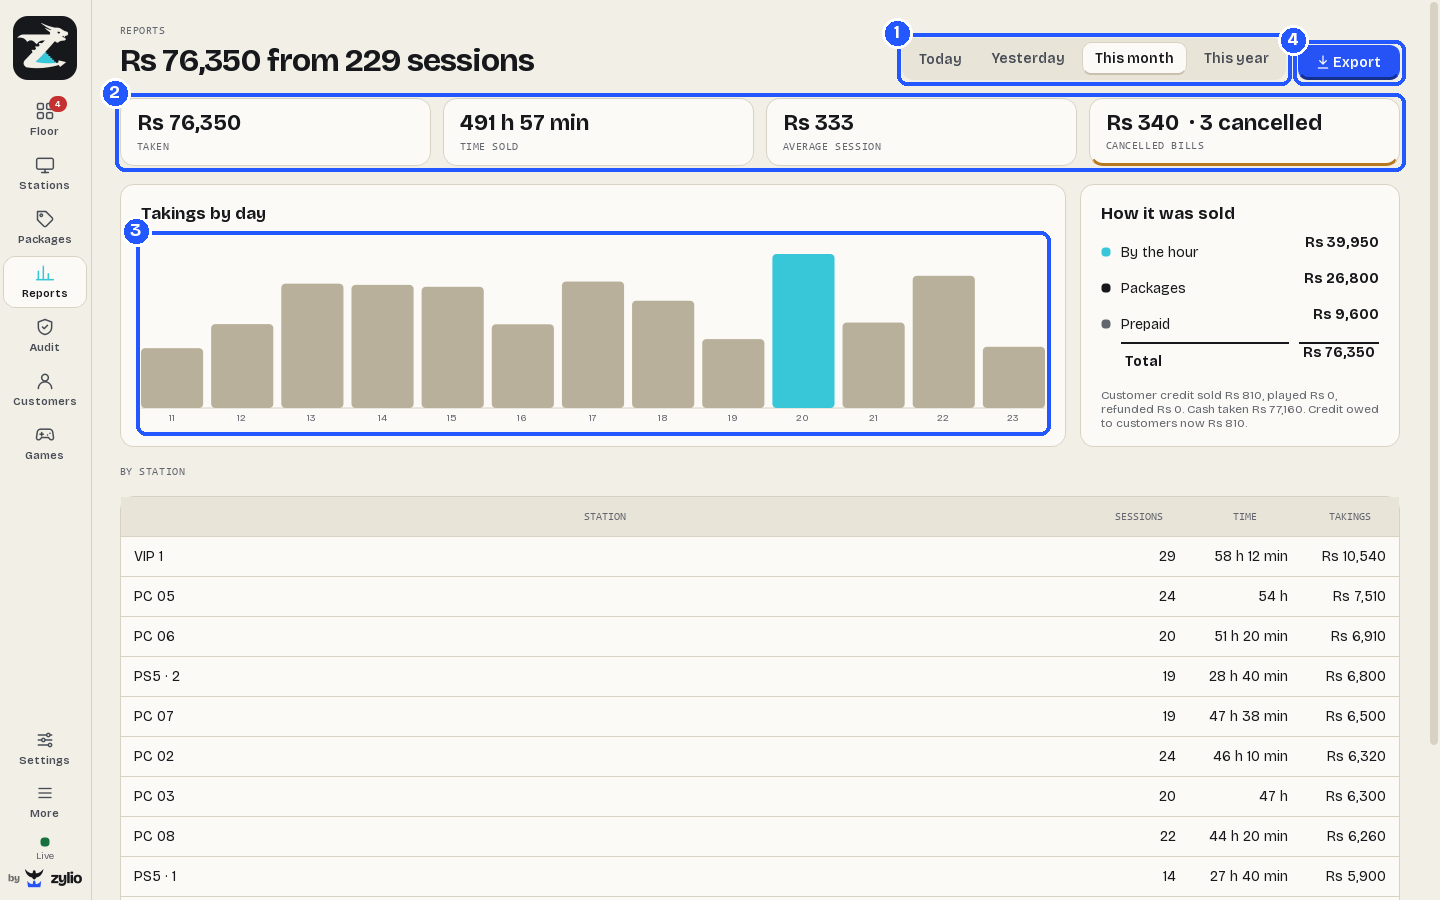 REPORTS
Rs 76,350 from 229 sessions
1
Today Yesterday This month This year
4
Export
2
Rs 76,350
TAKEN
491 h 57 min
TIME SOLD
Rs 333
AVERAGE SESSION
Rs 340 · 3 cancelled
CANCELLED BILLS
4
Floor
Stations
Packages
Reports
Audit
Customers
Games
Settings
More
Live
by zylio
Takings by day
3
11 12 13 14 15 16 17 18 19 20 21 22 23
How it was sold
By the hour Rs 39,950
Packages Rs 26,800
Prepaid Rs 9,600
Total Rs 76,350
Customer credit sold Rs 810, played Rs 0,
refunded Rs 0. Cash taken Rs 77,160. Credit owed
to customers now Rs 810.
BY STATION
STATION SESSIONS TIME TAKINGS
VIP 1 29 58 h 12 min Rs 10,540
PC 05 24 54 h Rs 7,510
PC 06 20 51 h 20 min Rs 6,910
PS5 · 2 19 28 h 40 min Rs 6,800
PC 07 19 47 h 38 min Rs 6,500
PC 02 24 46 h 10 min Rs 6,320
PC 03 20 47 h Rs 6,300
PC 08 22 44 h 20 min Rs 6,260
PS5 · 1 14 27 h 40 min Rs 5,900